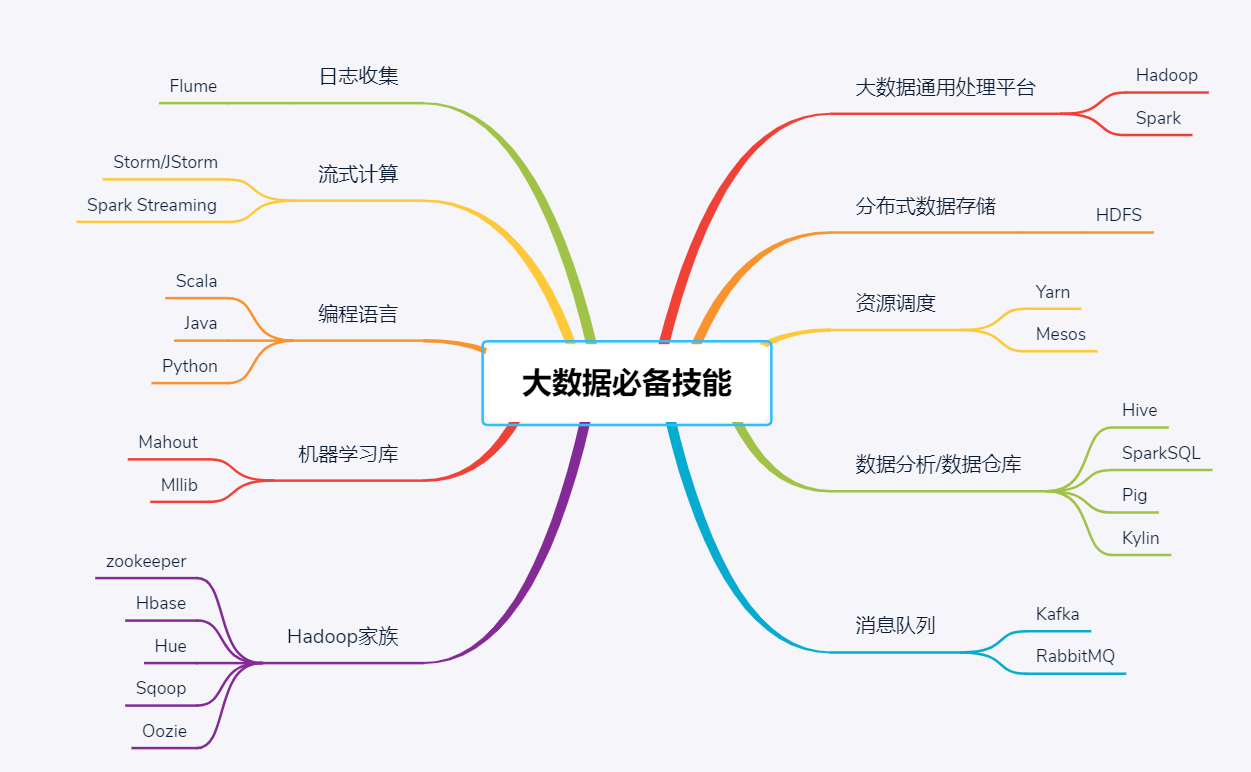 大数据必备技能
大数据通用处理平台
Hadoop
Spark
分布式数据存储
HDFS
资源调度
Yarn
Mesos
数据分析/数据仓库
Hive
SparkSQL
Pig
Kylin
消息队列
Kafka
RabbitMQ
日志收集
Flume
流式计算
Storm/JStorm
Spark Streaming
编程语言
Scala
Java
Python
机器学习库
Mahout
Mllib
Hadoop家族
zookeeper
Hbase
Hue
Sqoop
Oozie